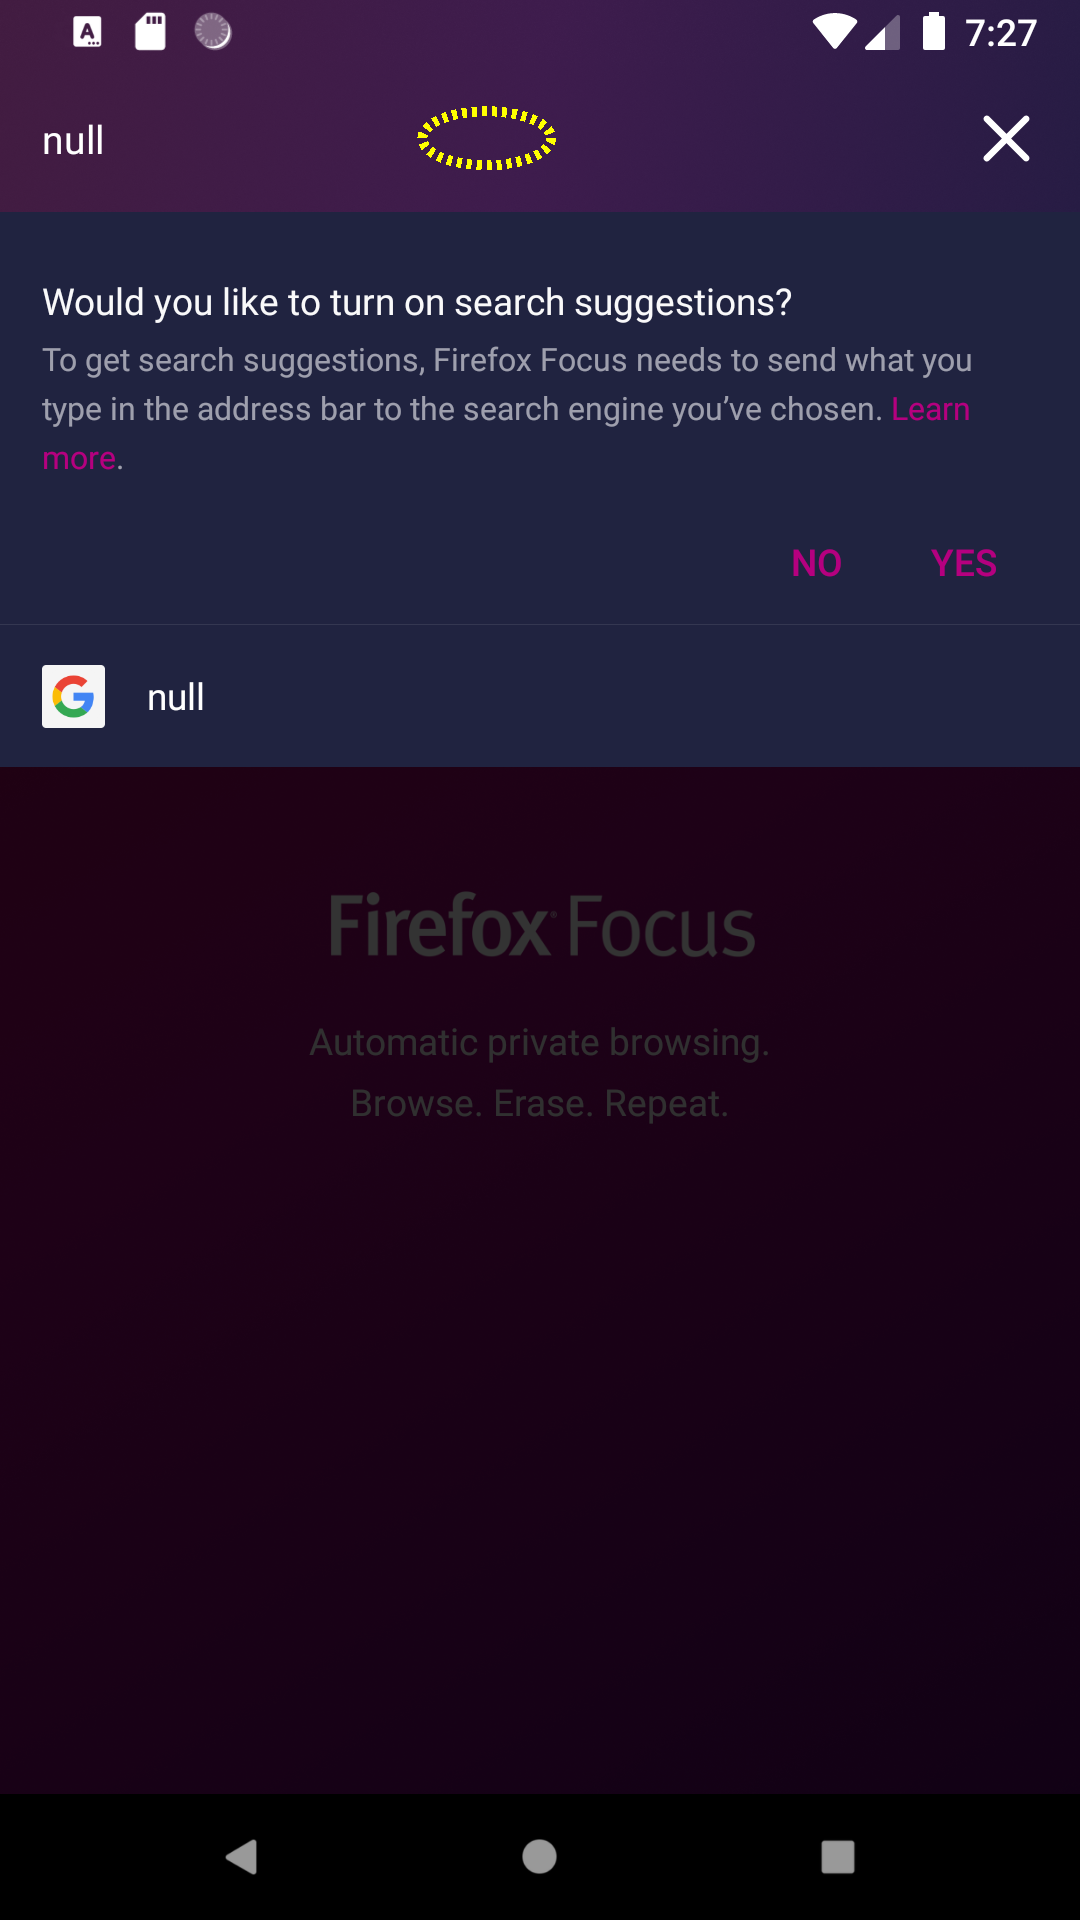 7:27
null
Would you like to turn on search suggestions?
To get search suggestions, Firefox Focus needs to send what you
type in the address bar to the search engine you’ve chosen. Learn
more.
NO YES
null
Firefox Focus
Automatic private browsing.
Browse. Erase. Repeat.